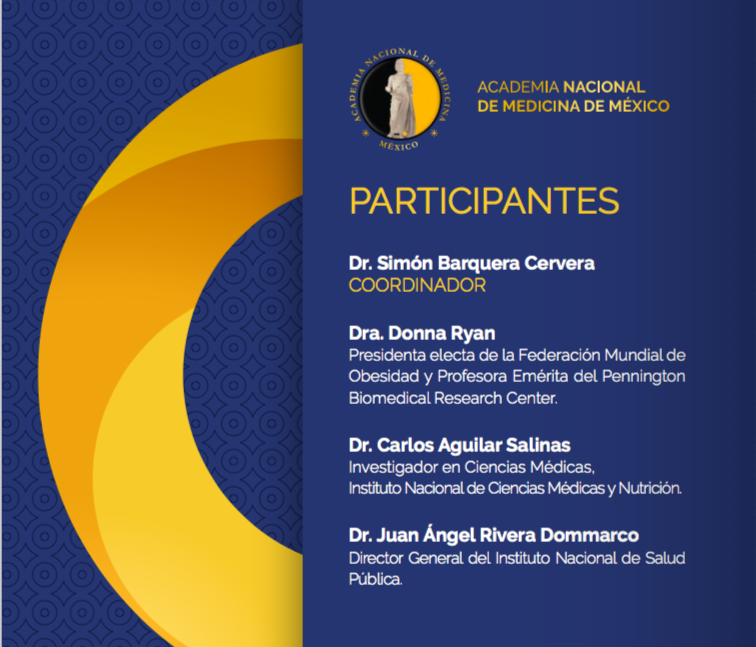 ACADEMIA NACIONAL DE MEDICINA
MÉXICO
ACADEMIA NACIONAL
DE MEDICINA DE MÉXICO
PARTICIPANTES
Dr. Simón Barquera Cervera
COORDINADOR
Dra. Donna Ryan
Presidenta electa de la Federación Mundial de
Obesidad y Profesora Emérita del Pennington
Biomedical Research Center.
Dr. Carlos Aguilar Salinas
Investigador en Ciencias Médicas,
Instituto Nacional de Ciencias Médicas y Nutrición.
Dr. Juan Ángel Rivera Dommarco
Director General del Instituto Nacional de Salud
Pública.